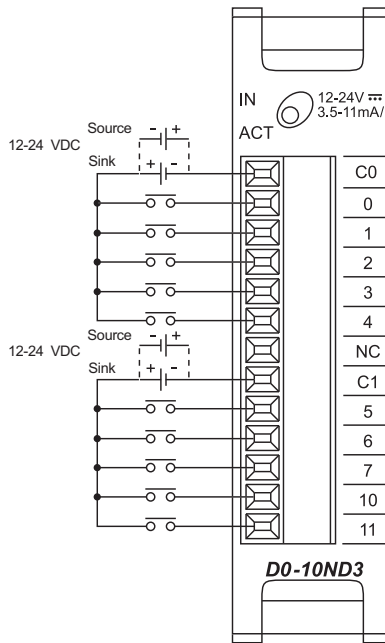 IN
12-24V ⎓
3.5-11mA/
ACT
Source - +
12-24 VDC
Sink + -
C0
0
1
2
3
4
Source - +
12-24 VDC
Sink + -
NC
C1
5
6
7
10
11
D0-10ND3